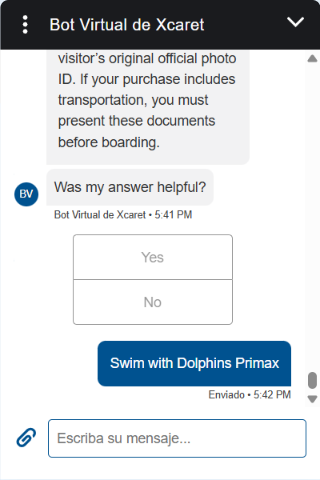 Bot Virtual de Xcaret
visitor's original official photo
ID. If your purchase includes
transportation, you must
present these documents
before boarding.
BV
Was my answer helpful?
Bot Virtual de Xcaret • 5:41 PM
Yes
No
Swim with Dolphins Primax
Enviado • 5:42 PM
Escriba su mensaje...